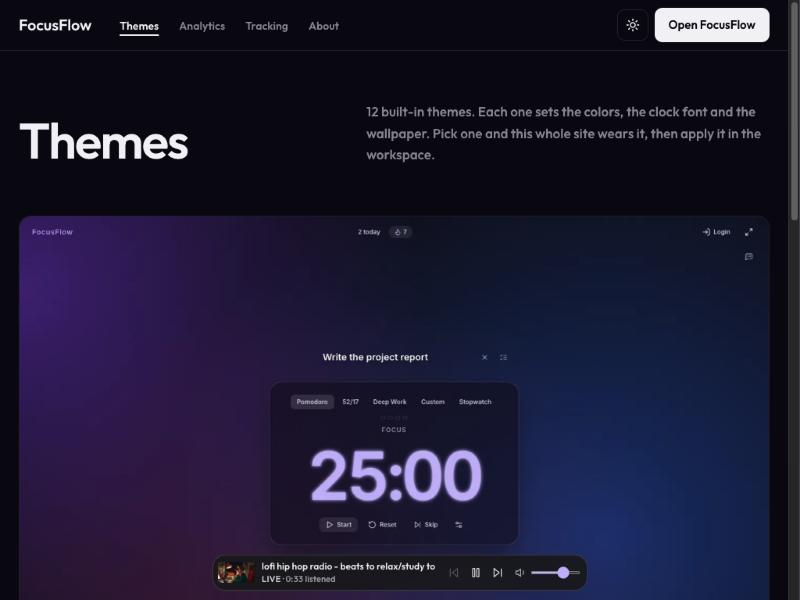 FocusFlow
Themes
Analytics
Tracking
About
Open FocusFlow
Themes
12 built-in themes. Each one sets the colors, the clock font and the
wallpaper. Pick one and this whole site wears it, then apply it in the
workspace.
FocusFlow
2 today
7
Login
Write the project report
Pomodoro
52/17
Deep Work
Custom
Stopwatch
FOCUS
25:00
Start
Reset
Skip
lofi hip hop radio - beats to relax/study to
LIVE · 0:33 listened